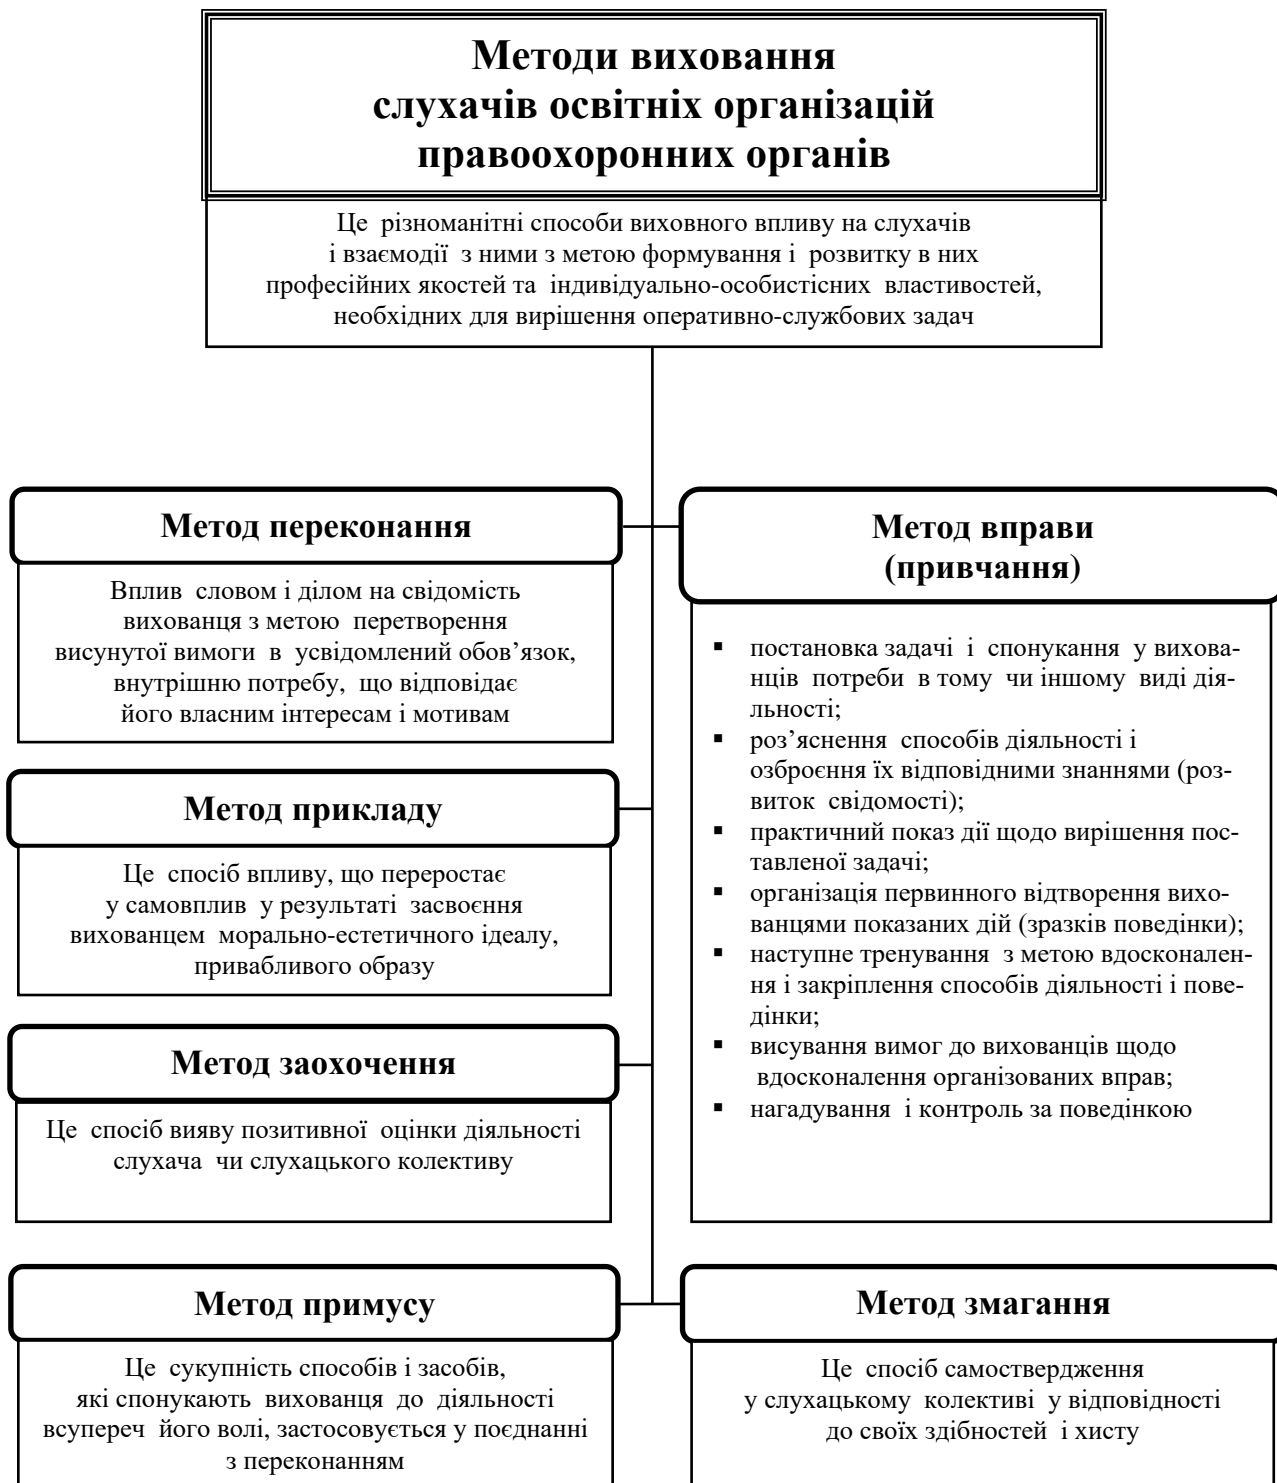 Методи виховання
слухачів освітніх організацій
правоохоронних органів
Це різноманітні способи виховного впливу на слухачів
і взаємодії з ними з метою формування і розвитку в них
професійних якостей та індивідуально-особистісних властивостей,
необхідних для вирішення оперативно-службових задач
Метод переконання
Вплив словом і ділом на свідомість
вихованця з метою перетворення
висунутої вимоги в усвідомлений обов’язок,
внутрішню потребу, що відповідає
його власним інтересам і мотивам
Метод прикладу
Це спосіб впливу, що переростає
у самовплив у результаті засвоєння
вихованцем морально-естетичного ідеалу,
привабливого образу
Метод заохочення
Це спосіб вияву позитивної оцінки діяльності
слухача чи слухацького колективу
Метод примусу
Це сукупність способів і засобів,
які спонукають вихованця до діяльності
всупереч його волі, застосовується у поєднанні
з переконанням
Метод вправи
(привчання)
▪ постановка задачі і спонукання у вихова-
нців потреби в тому чи іншому виді дія-
льності;
▪ роз’яснення способів діяльності і
озброєння їх відповідними знаннями (роз-
виток свідомості);
▪ практичний показ дії щодо вирішення пос-
тавленої задачі;
▪ організація первинного відтворення вихо-
ванцями показаних дій (зразків поведінки);
▪ наступне тренування з метою вдосконален-
ня і закріплення способів діяльності і пове-
дінки;
▪ висування вимог до вихованців щодо
вдосконалення організованих вправ;
▪ нагадування і контроль за поведінкою
Метод змагання
Це спосіб самоствердження
у слухацькому колективі у відповідності
до своїх здібностей і хисту